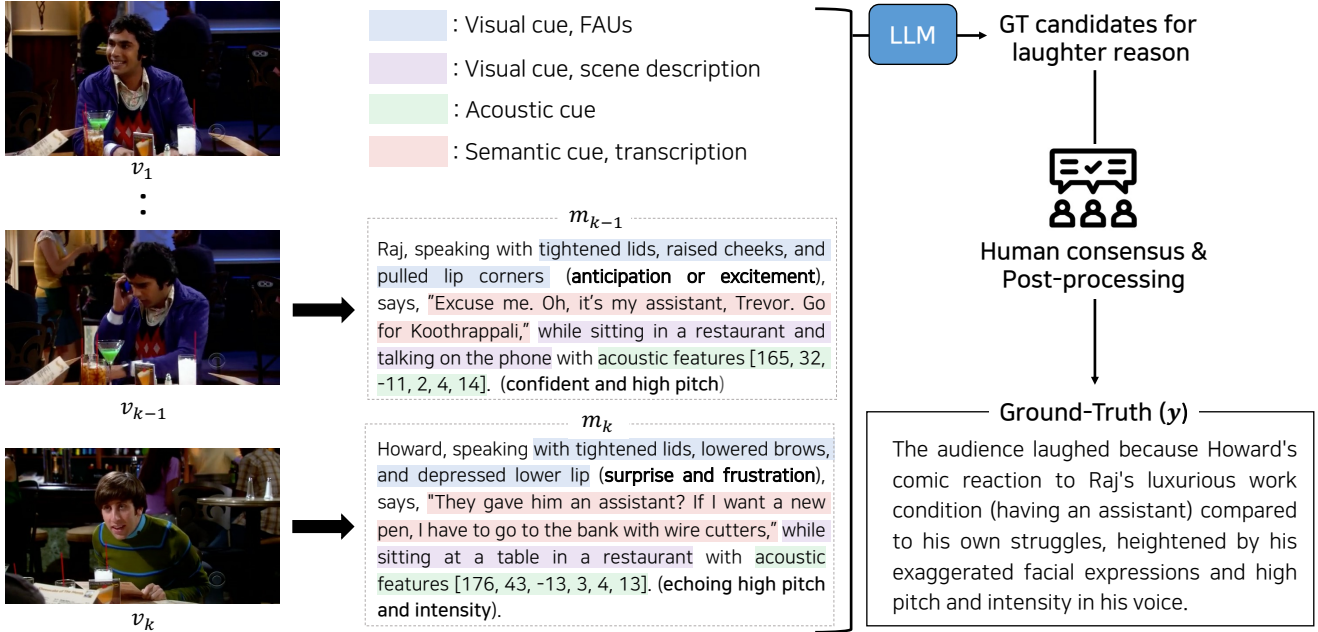 v₁
⋮
v_{k−1}
v_k
: Visual cue, FAUs
: Visual cue, scene description
: Acoustic cue
: Semantic cue, transcription
m_{k−1}
Raj, speaking with tightened lids, raised cheeks, and
pulled lip corners (anticipation or excitement),
says, "Excuse me. Oh, it's my assistant, Trevor. Go
for Koothrappali," while sitting in a restaurant and
talking on the phone with acoustic features [165, 32,
-11, 2, 4, 14]. (confident and high pitch)
m_k
Howard, speaking with tightened lids, lowered brows,
and depressed lower lip (surprise and frustration),
says, "They gave him an assistant? If I want a new
pen, I have to go to the bank with wire cutters," while
sitting at a table in a restaurant with acoustic
features [176, 43, -13, 3, 4, 13]. (echoing high pitch
and intensity).
LLM
GT candidates for
laughter reason
Human consensus &
Post-processing
Ground-Truth (y)
The audience laughed because Howard's
comic reaction to Raj's luxurious work
condition (having an assistant) compared
to his own struggles, heightened by his
exaggerated facial expressions and high
pitch and intensity in his voice.